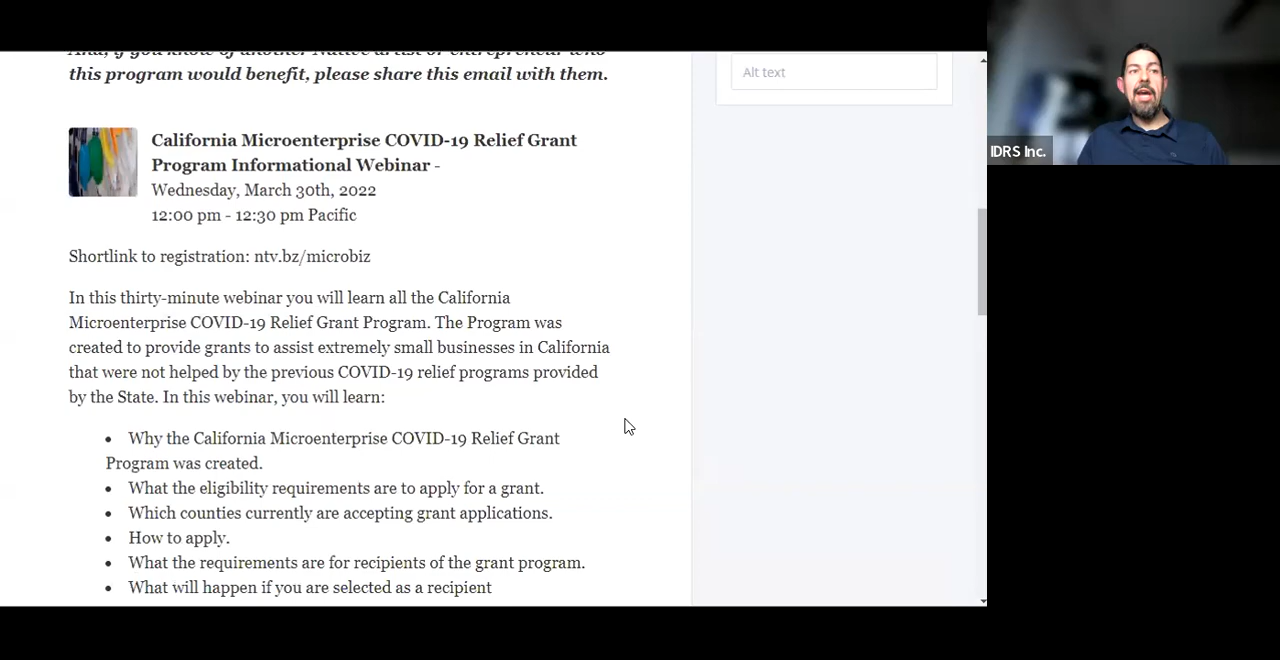 And, if you know of another Native artist or entrepreneur who
this program would benefit, please share this email with them.
Alt text
IDRS Inc.
California Microenterprise COVID-19 Relief Grant
Program Informational Webinar -
Wednesday, March 30th, 2022
12:00 pm - 12:30 pm Pacific
Shortlink to registration: ntv.bz/microbiz
In this thirty-minute webinar you will learn all the California
Microenterprise COVID-19 Relief Grant Program. The Program was
created to provide grants to assist extremely small businesses in California
that were not helped by the previous COVID-19 relief programs provided
by the State. In this webinar, you will learn:
• Why the California Microenterprise COVID-19 Relief Grant
Program was created.
• What the eligibility requirements are to apply for a grant.
• Which counties currently are accepting grant applications.
• How to apply.
• What the requirements are for recipients of the grant program.
• What will happen if you are selected as a recipient